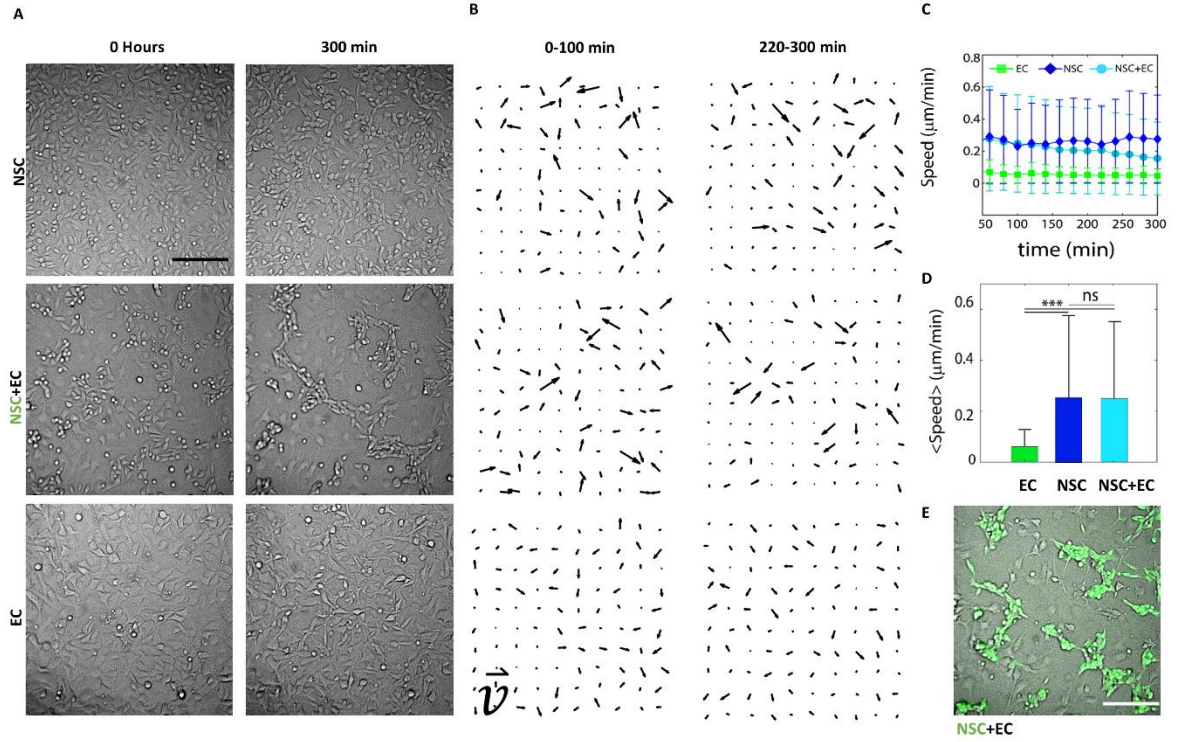 A
0 Hours
300 min
NSC
NSC+EC
EC
B
0-100 min
220-300 min
v
C
EC
NSC
NSC+EC
0.8
0.6
0.4
0.2
0
Speed (μm/min)
50
100
150
200
250
300
time (min)
D
ns
***
0.6
0.4
0.2
0
<Speed> (μm/min)
EC
NSC
NSC+EC
E
NSC+EC